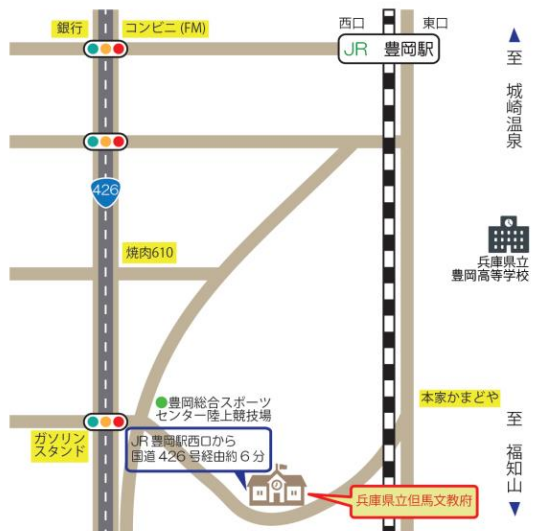 銀行
コンビニ (FM)
西口
東口
JR 豊岡駅
至 城崎温泉
426
焼肉610
兵庫県立
豊岡高等学校
豊岡総合スポーツ
センター陸上競技場
本家かまどや
ガソリン
スタンド
JR豊岡駅西口から
国道426号経由約6分
至 福知山
兵庫県立但馬文教府